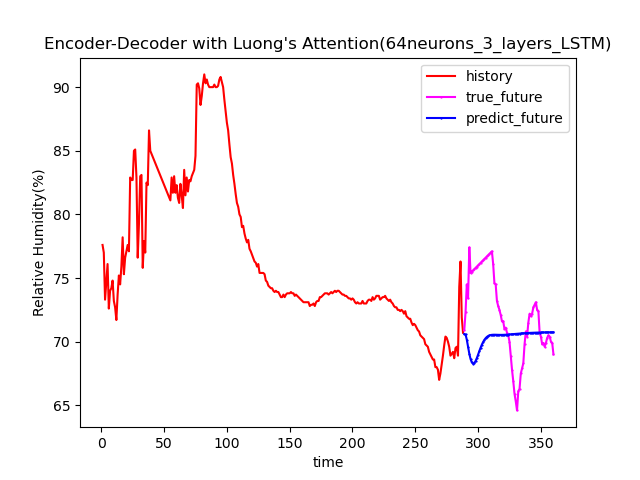 Encoder-Decoder with Luong's Attention(64neurons_3_layers_LSTM)
history
true_future
predict_future
Relative Humidity(%)
90
85
80
75
70
65
0 50 100 150 200 250 300 350
time